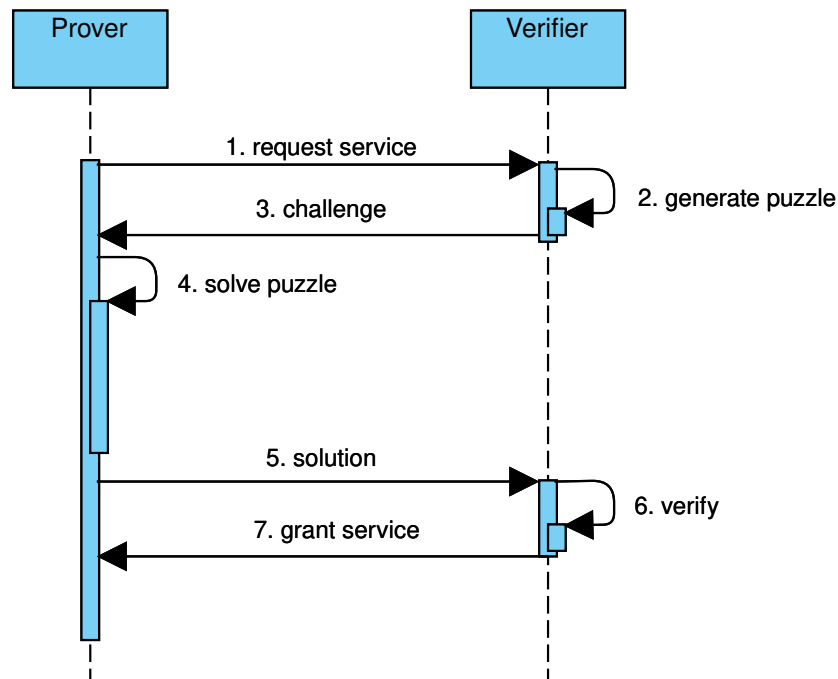 Prover
Verifier
1. request service
2. generate puzzle
3. challenge
4. solve puzzle
5. solution
6. verify
7. grant service